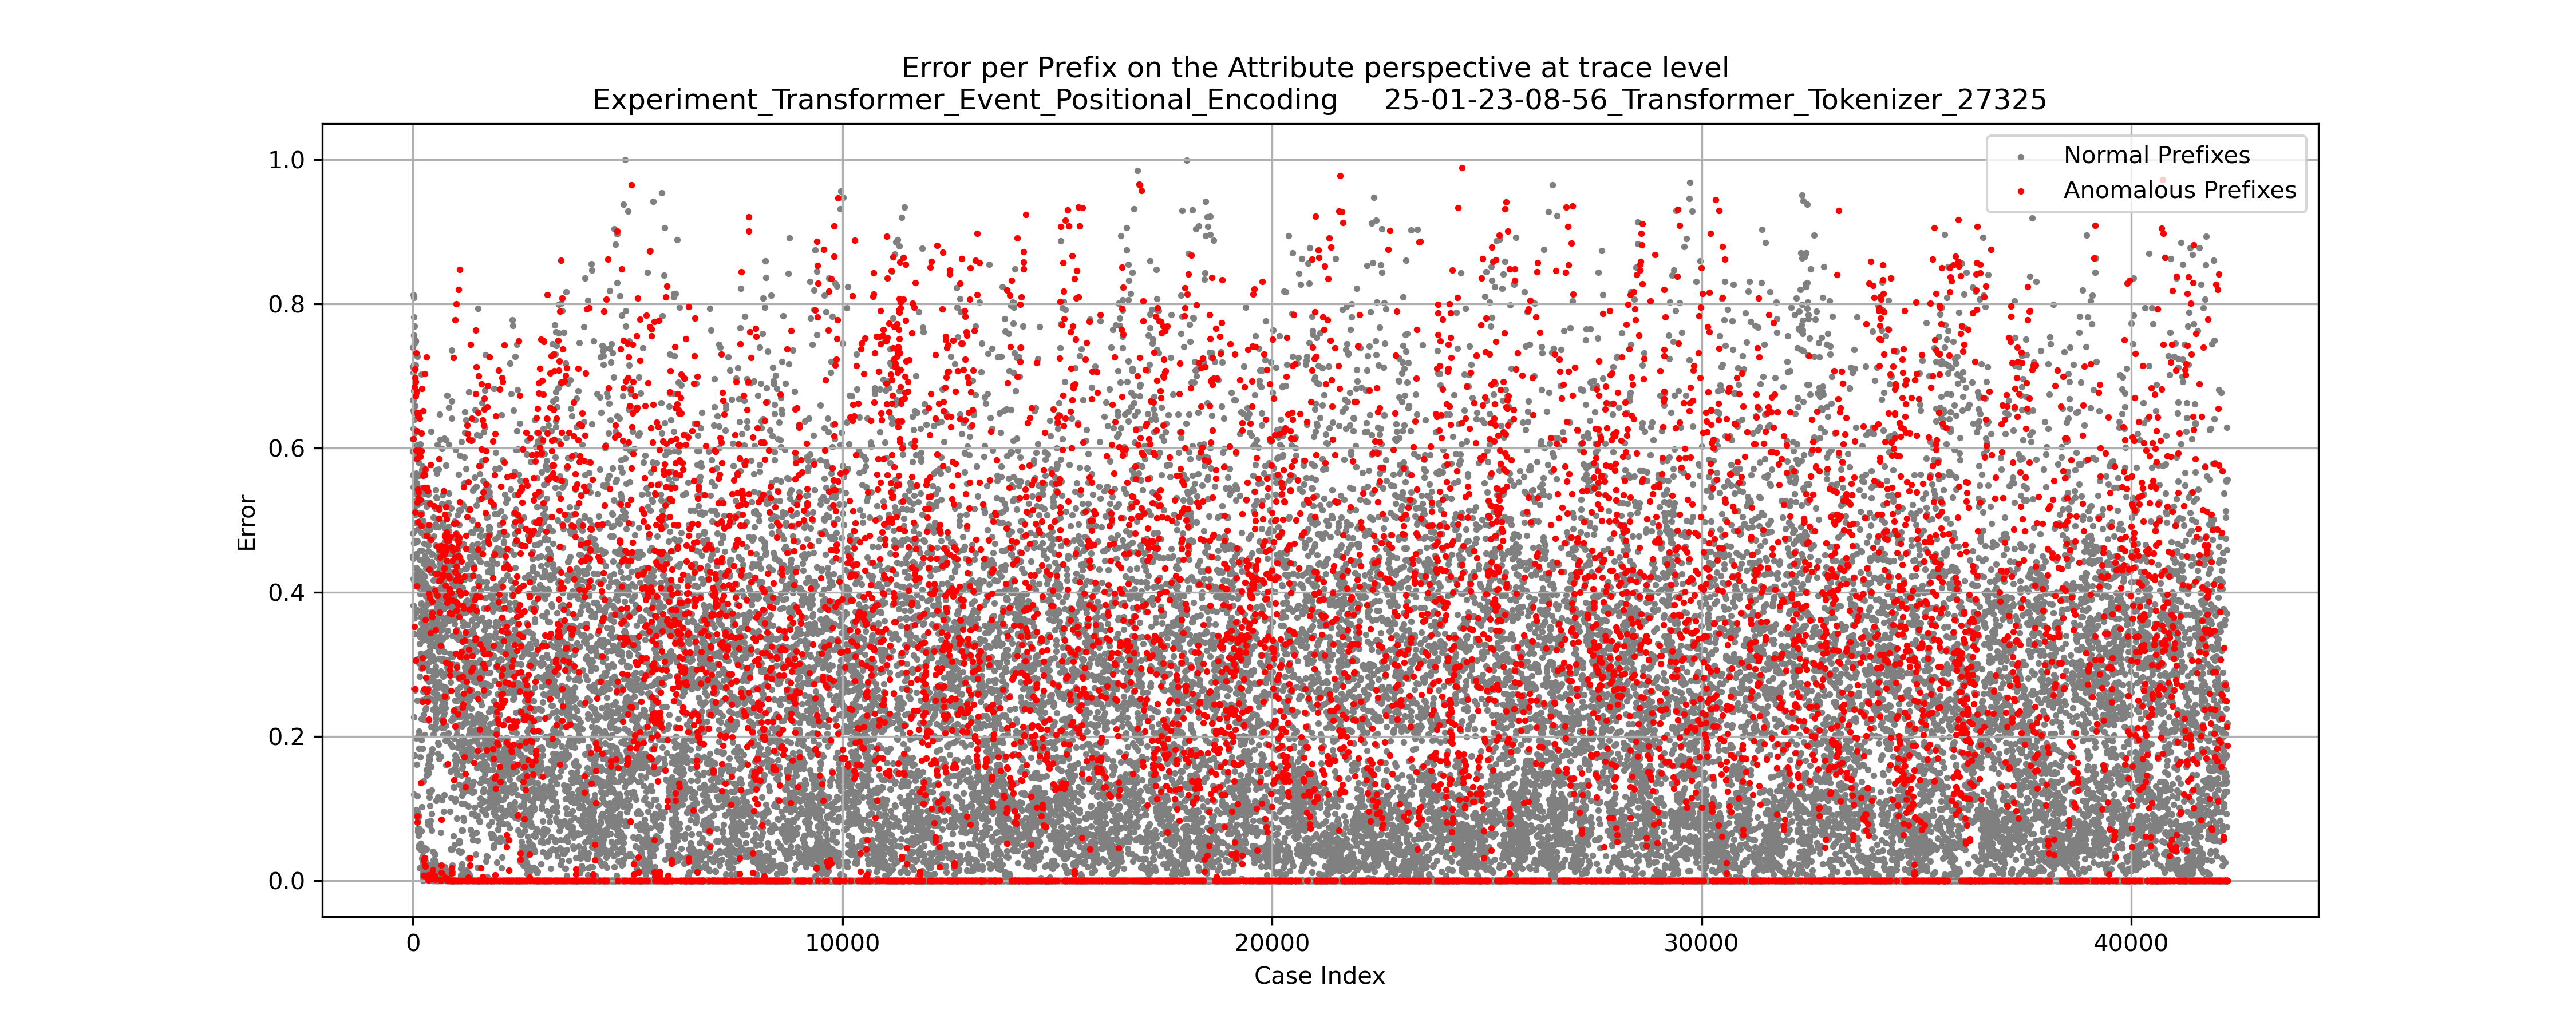 Error per Prefix on the Attribute perspective at trace level
Experiment_Transformer_Event_Positional_Encoding 25-01-23-08-56_Transformer_Tokenizer_27325
Normal Prefixes
Anomalous Prefixes
1.0
0.8
0.6
0.4
0.2
0.0
Error
0 10000 20000 30000 40000
Case Index